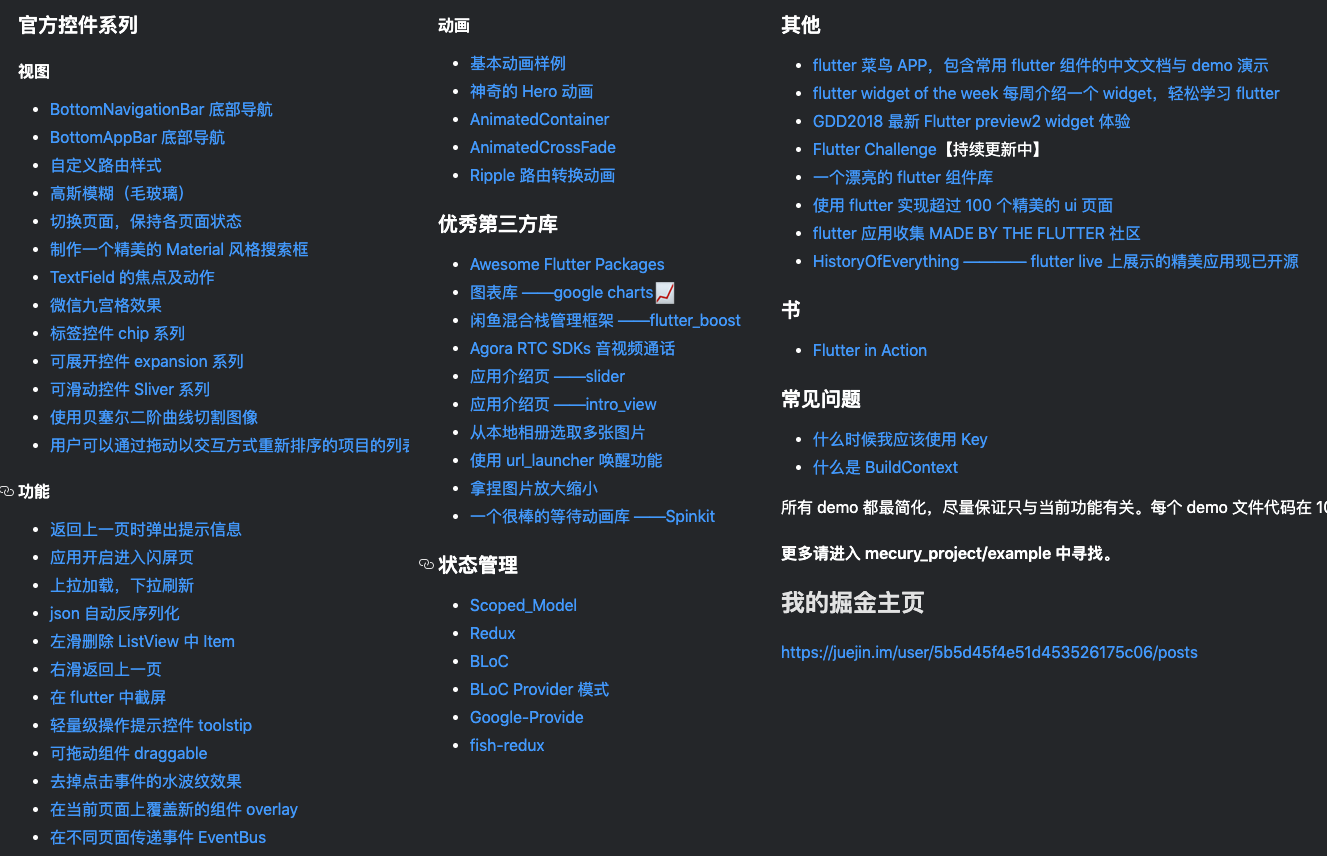 官方控件系列
视图
BottomNavigationBar 底部导航
BottomAppBar 底部导航
自定义路由样式
高斯模糊（毛玻璃）
切换页面，保持各页面状态
制作一个精美的 Material 风格搜索框
TextField 的焦点及动作
微信九宫格效果
标签控件 chip 系列
可展开控件 expansion 系列
可滑动控件 Sliver 系列
使用贝塞尔二阶曲线切割图像
用户可以通过拖动以交互方式重新排序的项目的列表
功能
返回上一页时弹出提示信息
应用开启进入闪屏页
上拉加载，下拉刷新
json 自动反序列化
左滑删除 ListView 中 Item
右滑返回上一页
在 flutter 中截屏
轻量级操作提示控件 toolstip
可拖动组件 draggable
去掉点击事件的水波纹效果
在当前页面上覆盖新的组件 overlay
在不同页面传递事件 EventBus
动画
基本动画样例
神奇的 Hero 动画
AnimatedContainer
AnimatedCrossFade
Ripple 路由转换动画
优秀第三方库
Awesome Flutter Packages
图表库 ——google charts📈
闲鱼混合栈管理框架 ——flutter_boost
Agora RTC SDKs 音视频通话
应用介绍页 ——slider
应用介绍页 ——intro_view
从本地相册选取多张图片
使用 url_launcher 唤醒功能
拿捏图片放大缩小
一个很棒的等待动画库 ——Spinkit
状态管理
Scoped_Model
Redux
BLoC
BLoC Provider 模式
Google-Provide
fish-redux
其他
flutter 菜鸟 APP，包含常用 flutter 组件的中文文档与 demo 演示
flutter widget of the week 每周介绍一个 widget，轻松学习 flutter
GDD2018 最新 Flutter preview2 widget 体验
Flutter Challenge【持续更新中】
一个漂亮的 flutter 组件库
使用 flutter 实现超过 100 个精美的 ui 页面
flutter 应用收集 MADE BY THE FLUTTER 社区
HistoryOfEverything ———— flutter live 上展示的精美应用现已开源
书
Flutter in Action
常见问题
什么时候我应该使用 Key
什么是 BuildContext
所有 demo 都最简化，尽量保证只与当前功能有关。每个 demo 文件代码在 10
更多请进入 mecury_project/example 中寻找。
我的掘金主页
https://juejin.im/user/5b5d45f4e51d453526175c06/posts